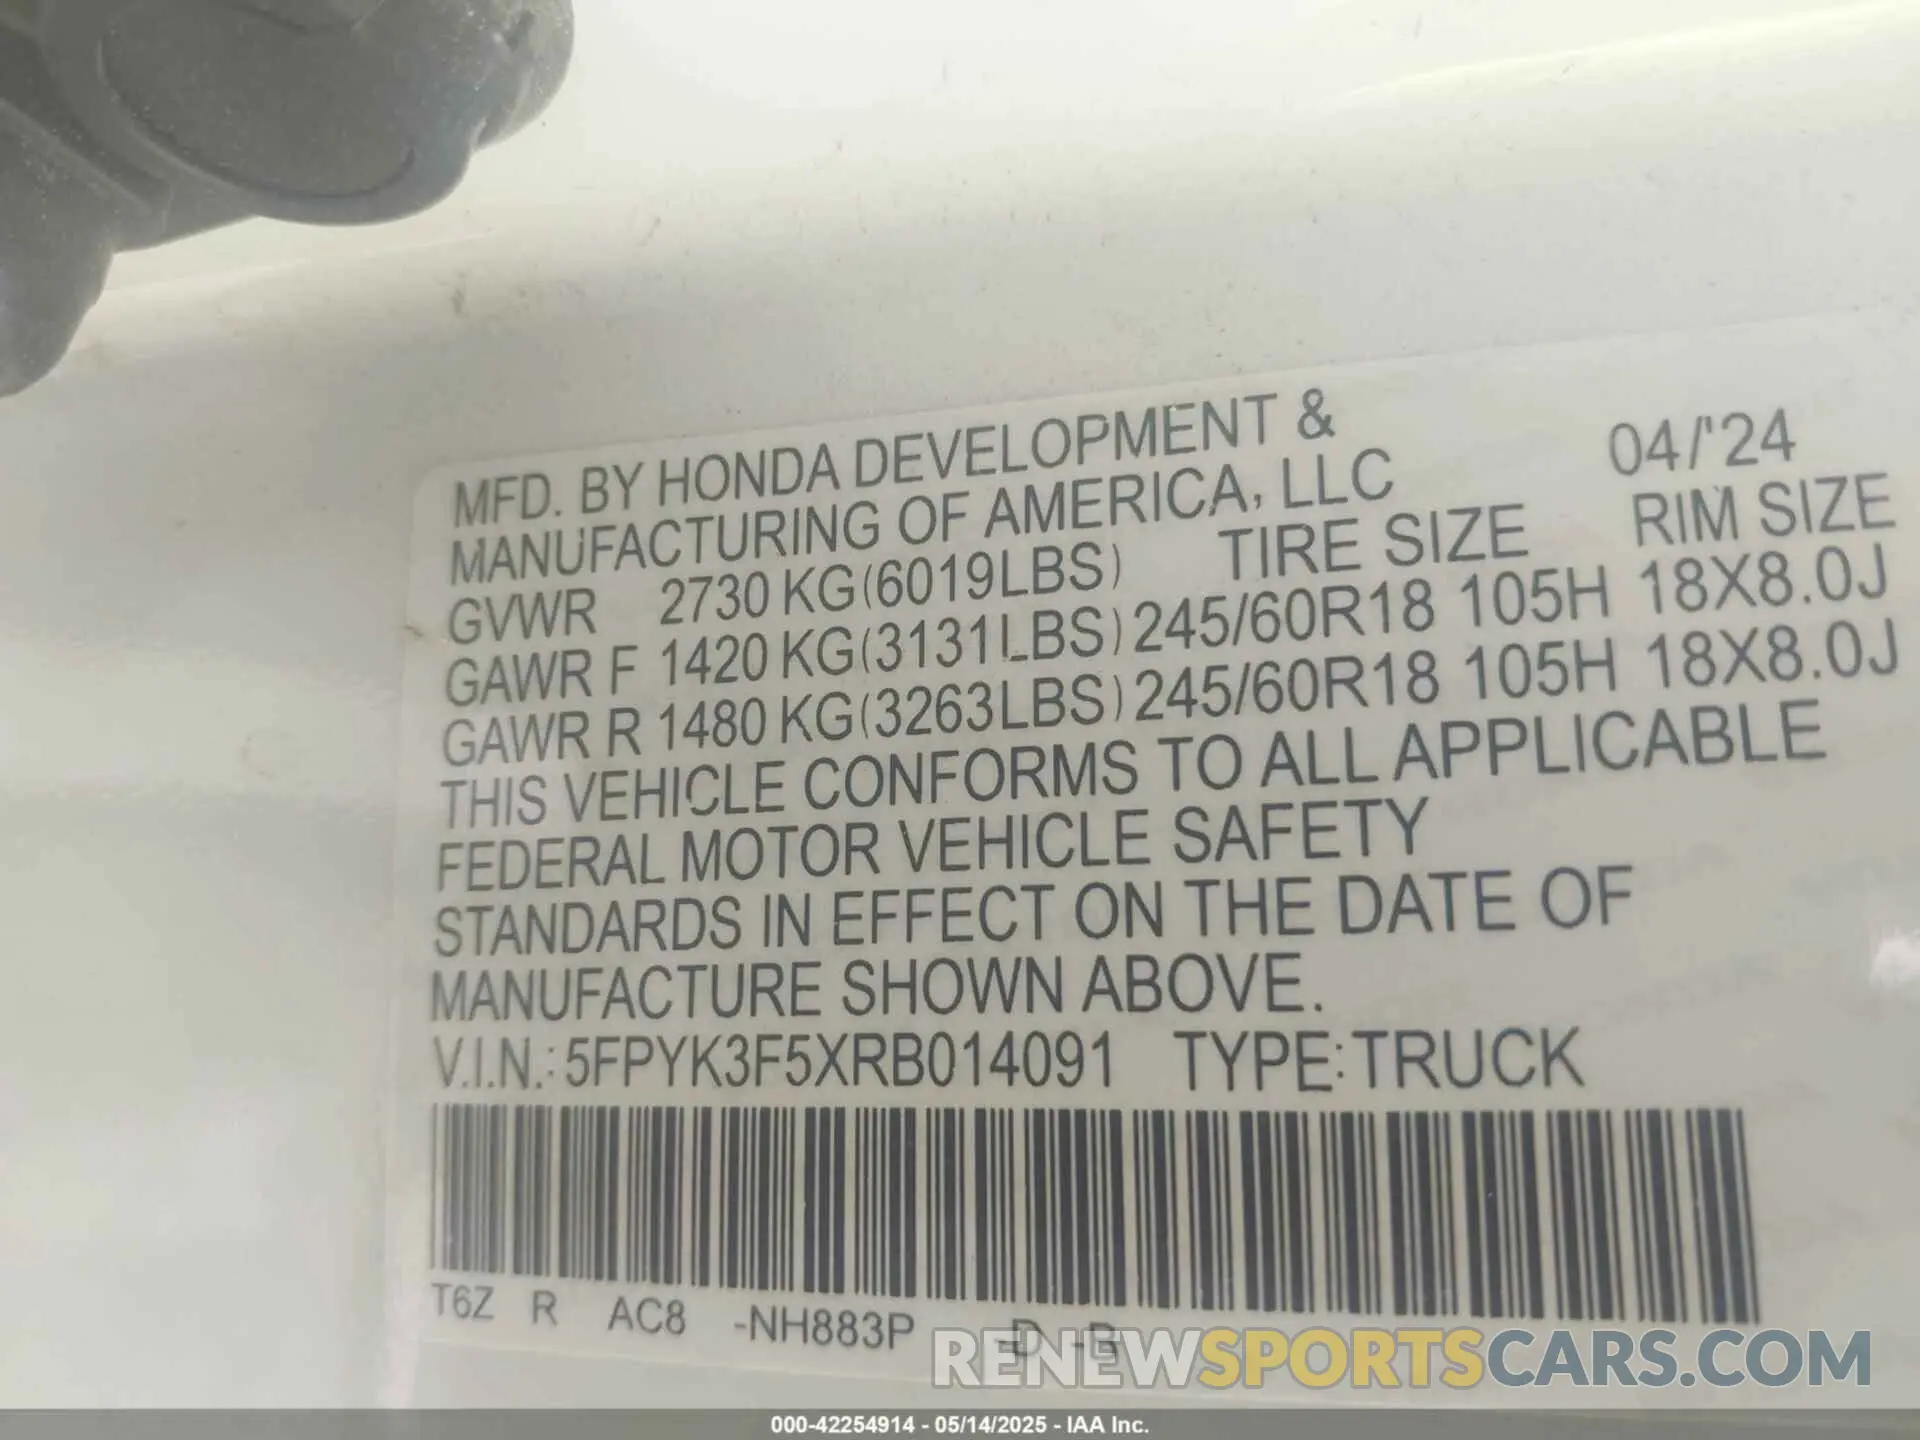 MFD. BY HONDA DEVELOPMENT &
MANUFACTURING OF AMERICA, LLC 04/'24
GVWR 2730 KG(6019LBS) TIRE SIZE RIM SIZE
GAWR F 1420 KG(3131LBS) 245/60R18 105H 18X8.0J
GAWR R 1480 KG(3263LBS) 245/60R18 105H 18X8.0J
THIS VEHICLE CONFORMS TO ALL APPLICABLE
FEDERAL MOTOR VEHICLE SAFETY
STANDARDS IN EFFECT ON THE DATE OF
MANUFACTURE SHOWN ABOVE.
V.I.N.: 5FPYK3F5XRB014091 TYPE: TRUCK
T6Z R AC8 -NH883P -D -B
RENEWSPORTSCARS.COM
000-42254914 - 05/14/2025 - IAA Inc.